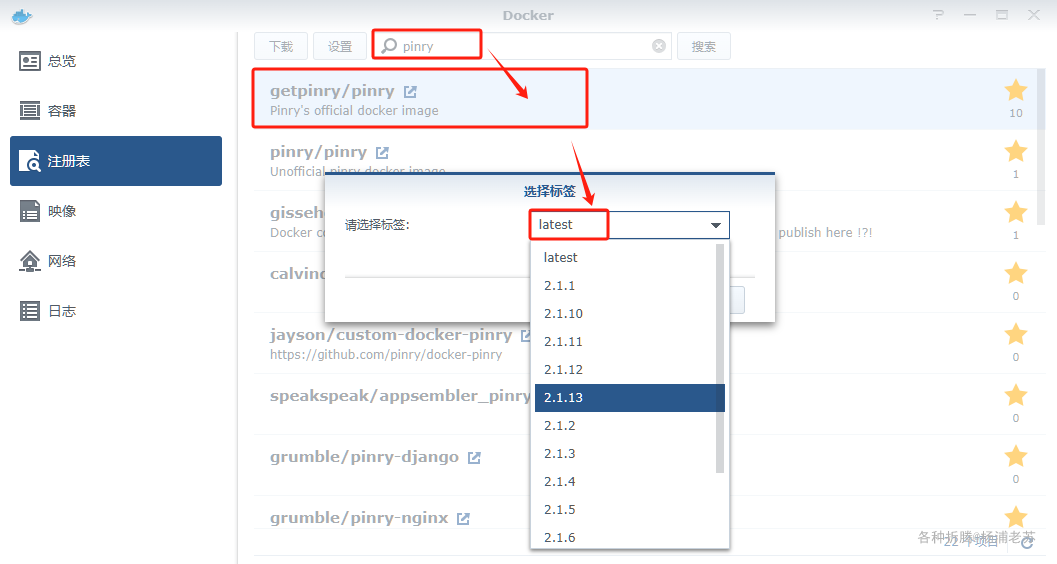 Docker
总览
容器
注册表
映像
网络
日志
下载 设置 pinry 搜索
getpinry/pinry
Pinry's official docker image
10
pinry/pinry
Unofficial pinry docker image
1
gisseh
Docker co
publish here !?!
1
calvinc
0
jayson/custom-docker-pinry
https://github.com/pinry/docker-pinry
0
speakspeak/appsembler_pinry
0
grumble/pinry-django
0
grumble/pinry-nginx
选择标签
请选择标签:
latest
latest
2.1.1
2.1.10
2.1.11
2.1.12
2.1.13
2.1.2
2.1.3
2.1.4
2.1.5
2.1.6
22 个项目
各种折腾@杨浦老苏